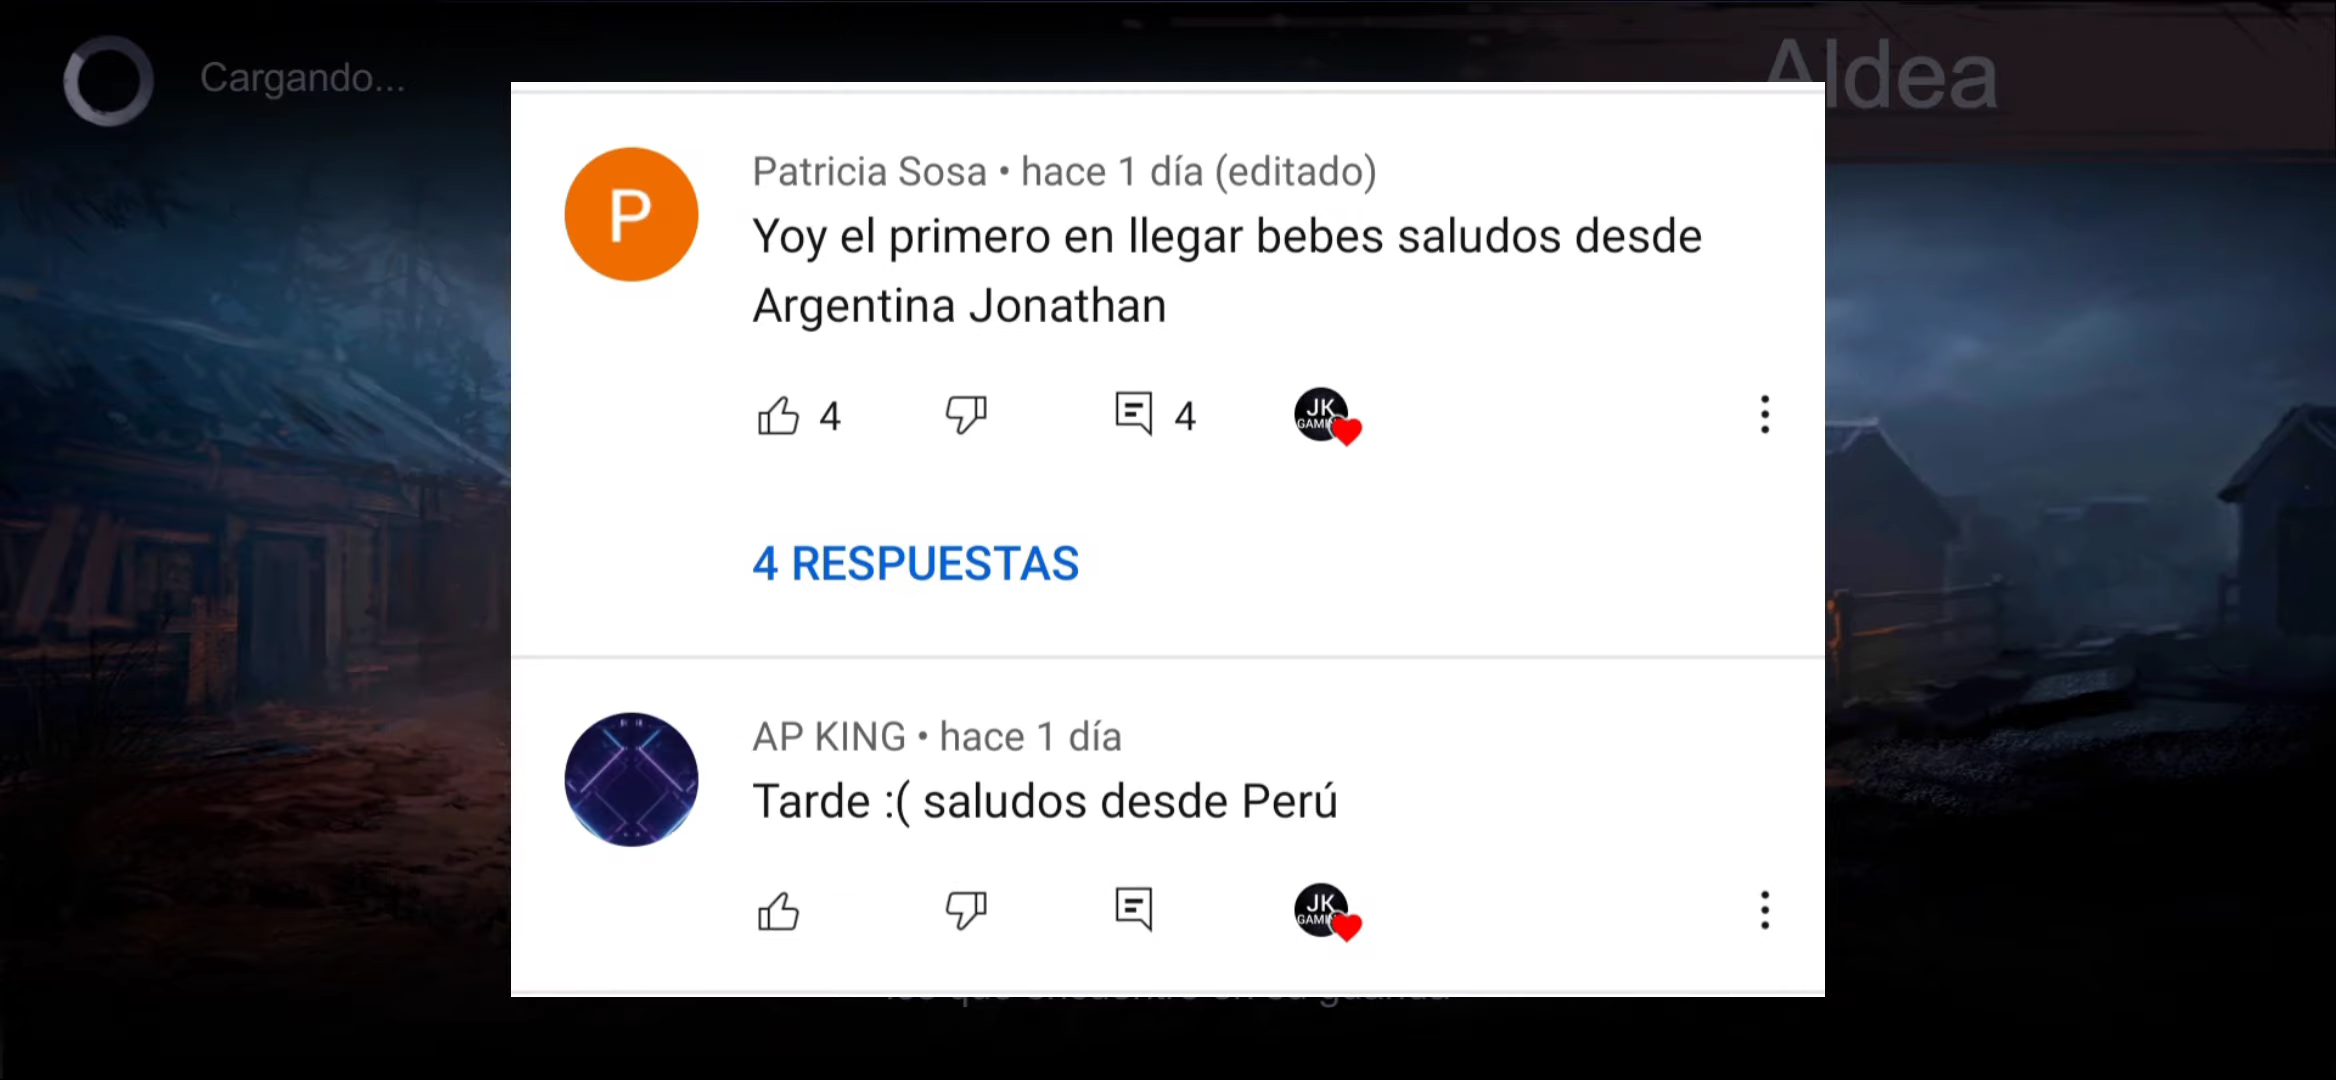 Cargando...
Aldea
P
Patricia Sosa • hace 1 día (editado)
Yoy el primero en llegar bebes saludos desde
Argentina Jonathan
4
4
JK
4 RESPUESTAS
AP KING • hace 1 día
Tarde :( saludos desde Perú
JK